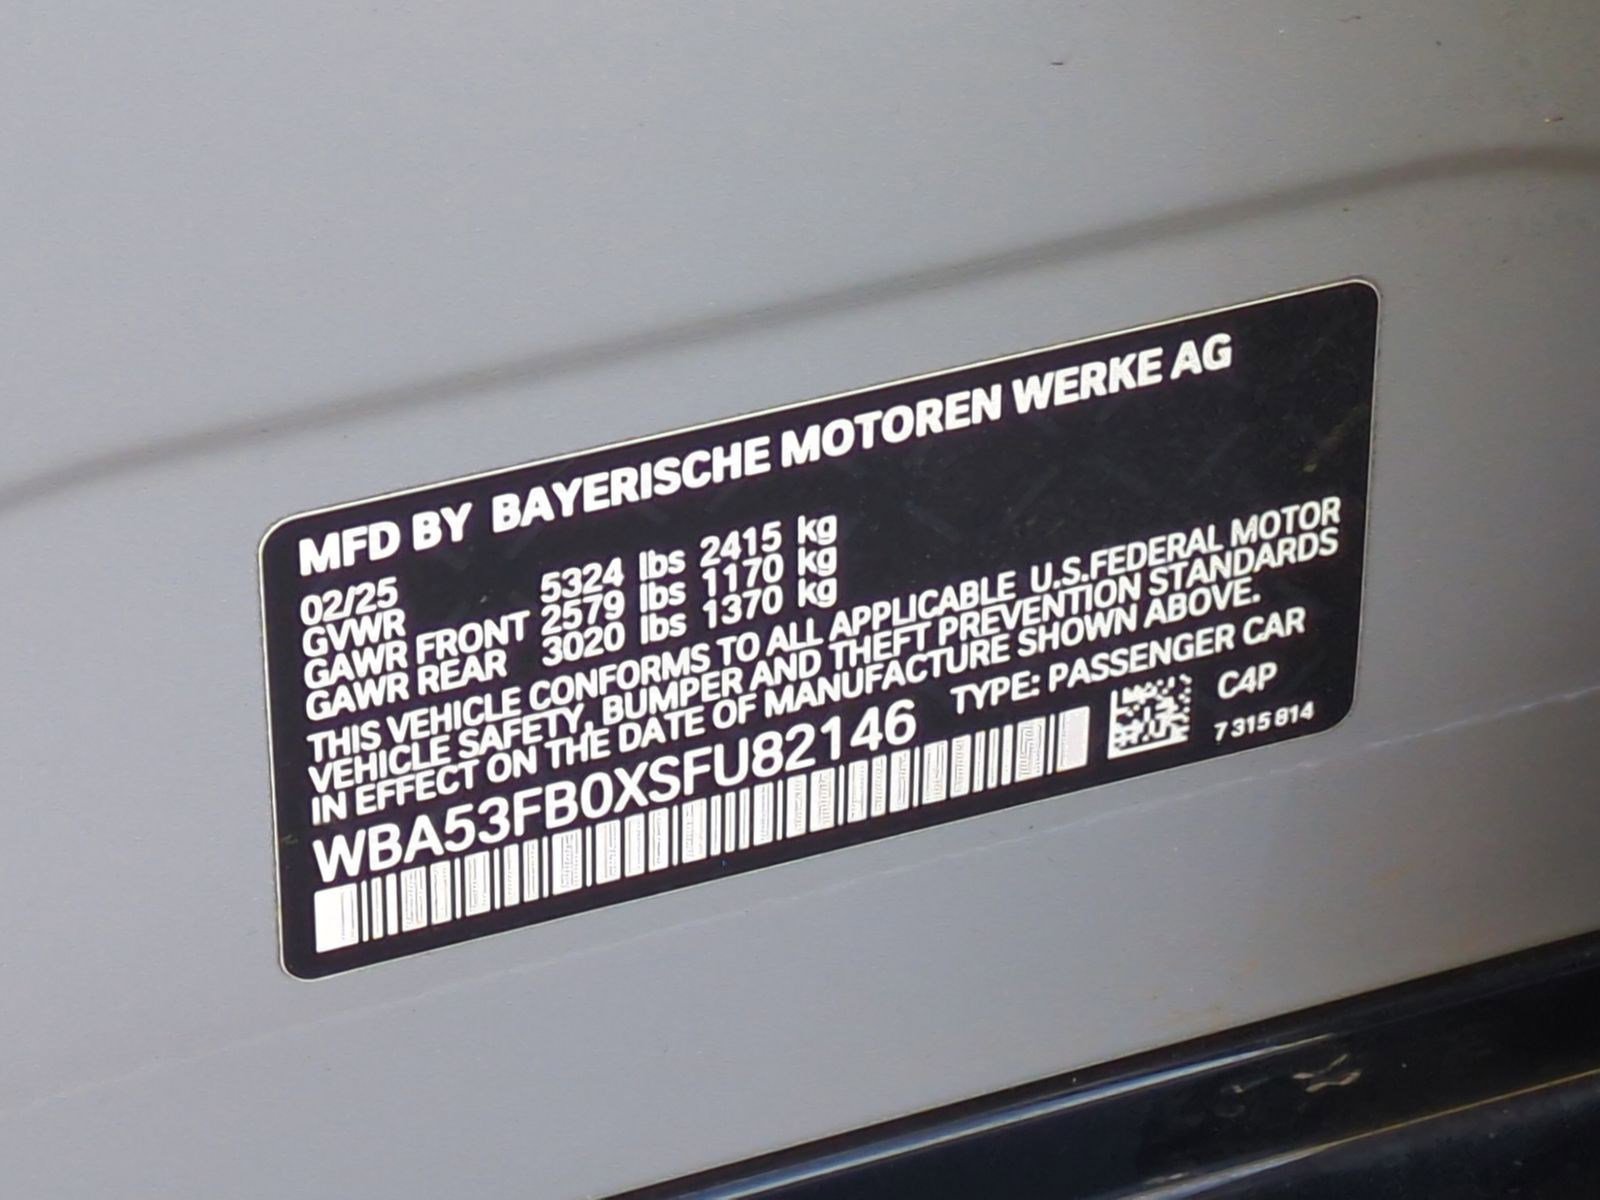 MFD BY BAYERISCHE MOTOREN WERKE AG
02/25
GVWR 5324 lbs 2415 kg
GAWR FRONT 2579 lbs 1170 kg
GAWR REAR 3020 lbs 1370 kg
THIS VEHICLE CONFORMS TO ALL APPLICABLE U.S.FEDERAL MOTOR
VEHICLE SAFETY, BUMPER AND THEFT PREVENTION STANDARDS
IN EFFECT ON THE DATE OF MANUFACTURE SHOWN ABOVE.
WBA53FB0XSFU82146 TYPE: PASSENGER CAR
C4P
7 315 814